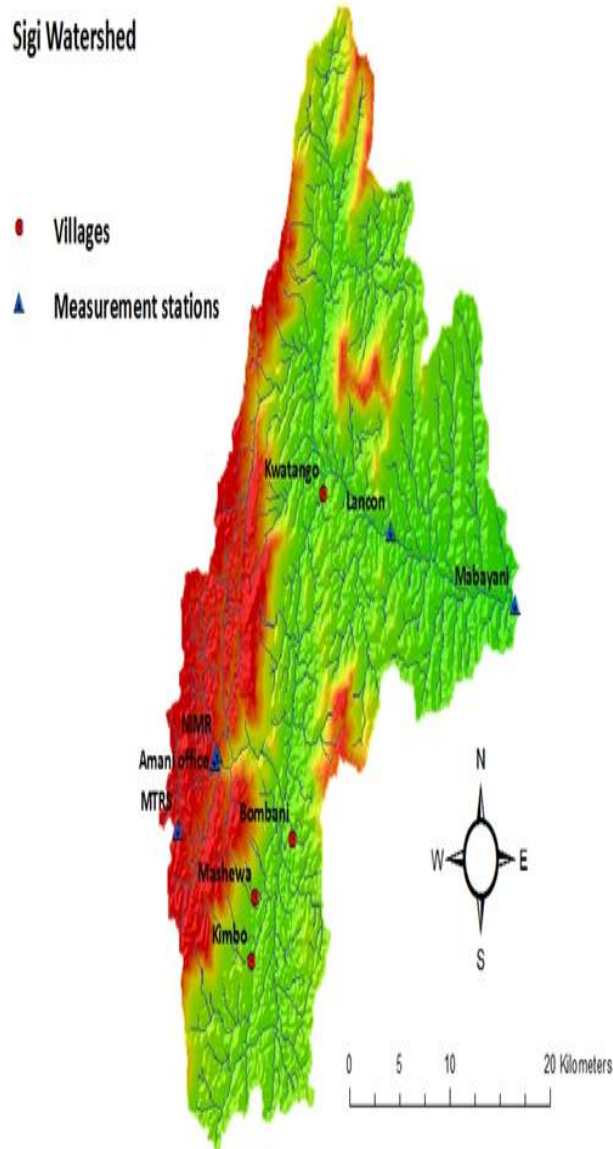 Sigi Watershed
Villages
Measurement stations
Kwatango
Lancon
Mabayani
NIMR
Amani office
MTRS
Bombani
Mashewa
Kimbo
N
W E
S
0 5 10 20 Kilometers